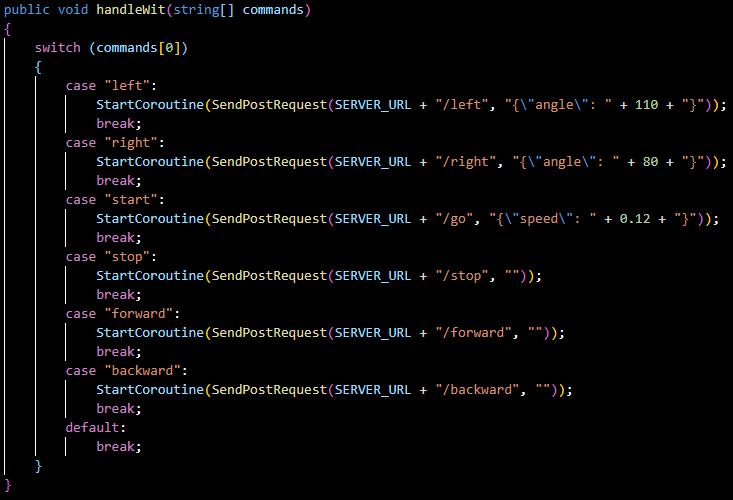 public void handleWit(string[] commands)
{
    switch (commands[0])
    {
        case "left":
            StartCoroutine(SendPostRequest(SERVER_URL + "/left", "{\"angle\": " + 110 + "}"));
            break;
        case "right":
            StartCoroutine(SendPostRequest(SERVER_URL + "/right", "{\"angle\": " + 80 + "}"));
            break;
        case "start":
            StartCoroutine(SendPostRequest(SERVER_URL + "/go", "{\"speed\": " + 0.12 + "}"));
            break;
        case "stop":
            StartCoroutine(SendPostRequest(SERVER_URL + "/stop", ""));
            break;
        case "forward":
            StartCoroutine(SendPostRequest(SERVER_URL + "/forward", ""));
            break;
        case "backward":
            StartCoroutine(SendPostRequest(SERVER_URL + "/backward", ""));
            break;
        default:
            break;
    }
}